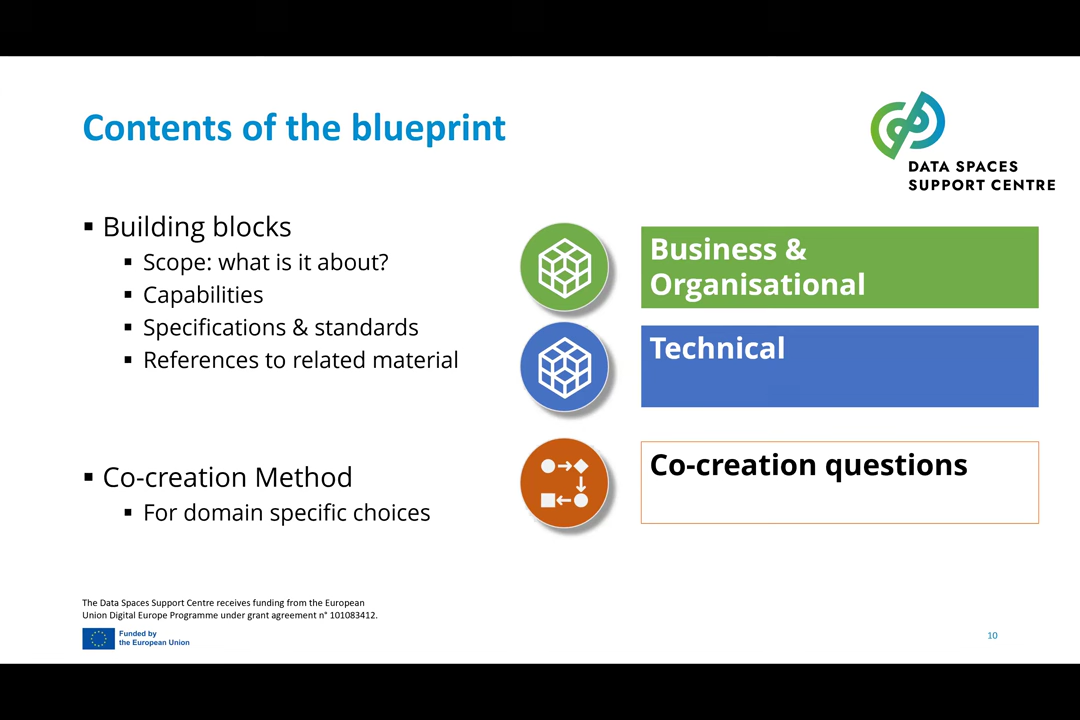 Contents of the blueprint
DATA SPACES
SUPPORT CENTRE
▪ Building blocks
▪ Scope: what is it about?
▪ Capabilities
▪ Specifications & standards
▪ References to related material
Business &
Organisational
Technical
▪ Co-creation Method
▪ For domain specific choices
Co-creation questions
The Data Spaces Support Centre receives funding from the European
Union Digital Europe Programme under grant agreement n° 101083412.
Funded by
the European Union
10